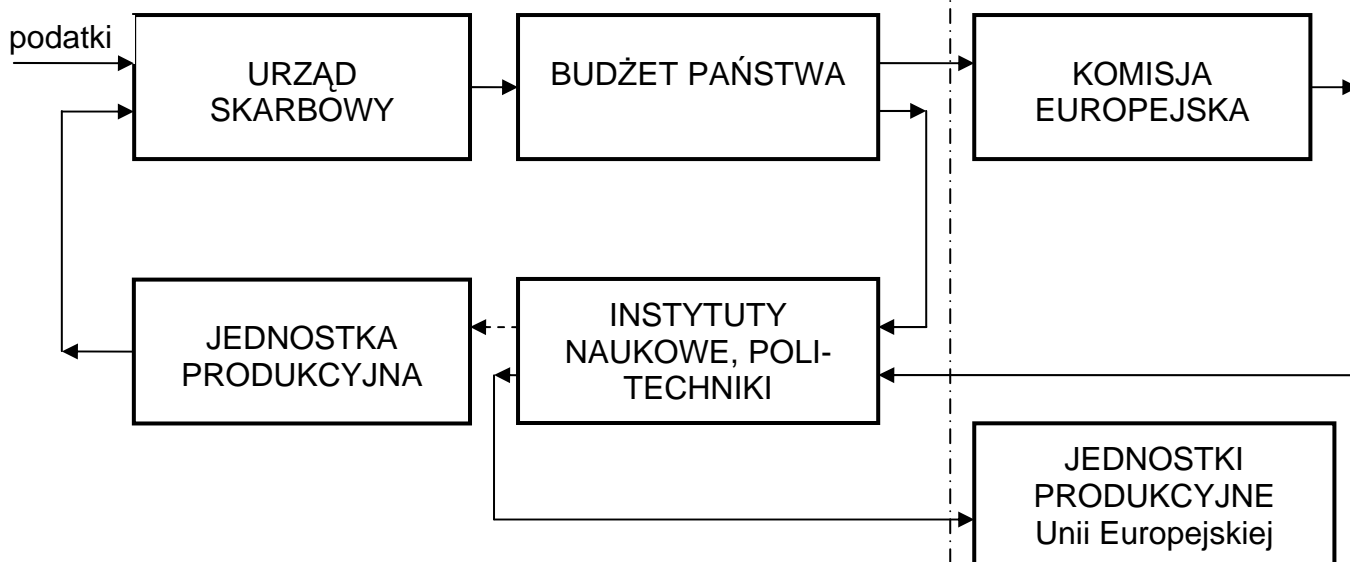 podatki
URZĄD
SKARBOWY
BUDŻET PAŃSTWA
KOMISJA
EUROPEJSKA
JEDNOSTKA
PRODUKCYJNA
INSTYTUTY
NAUKOWE, POLI-
TECHNIKI
JEDNOSTKI
PRODUKCYJNE
Unii Europejskiej